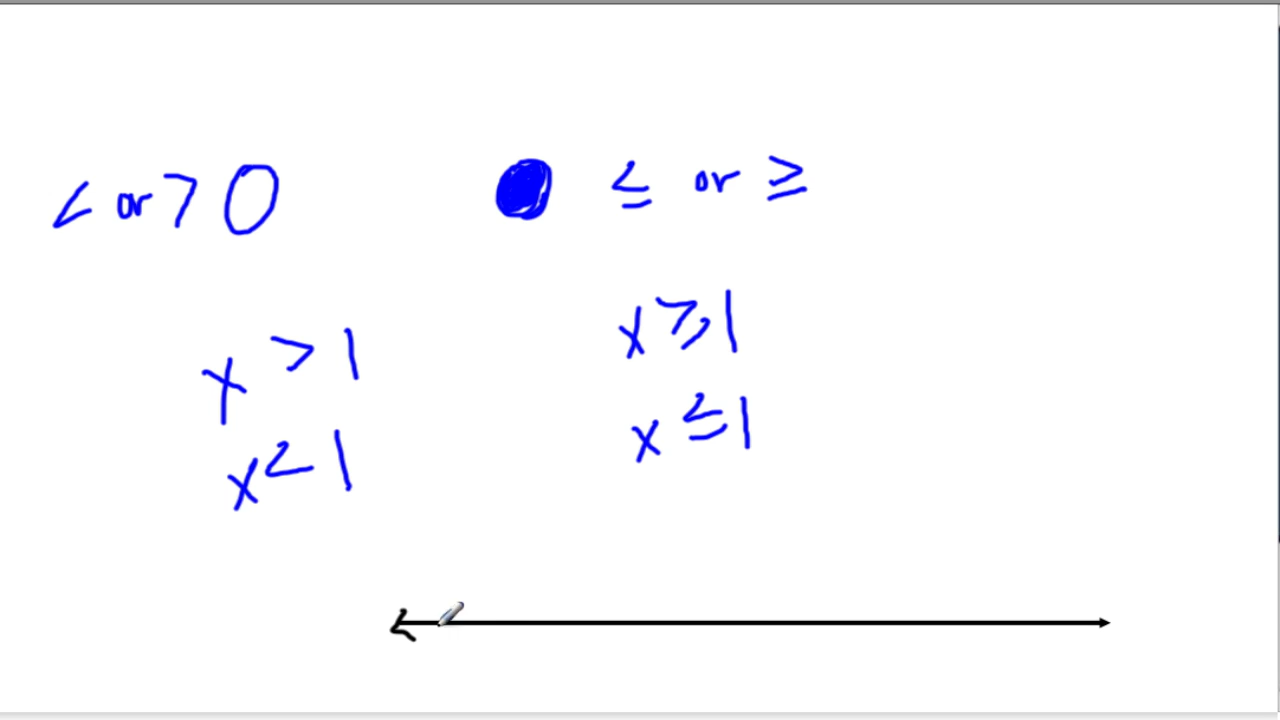 < or > O
● ≤ or ≥
x > 1
x < 1
x ≥ 1
x ≤ 1